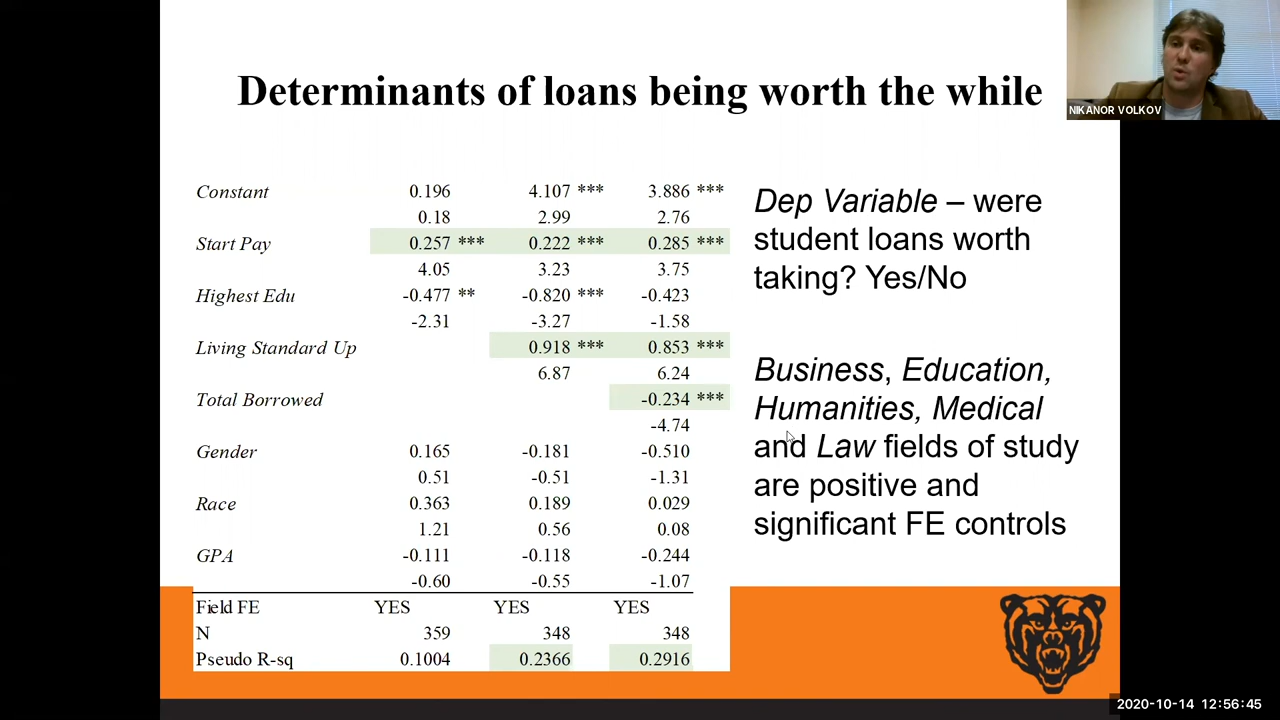 Determinants of loans being worth the while
NIKANOR VOLKOV
Constant 0.196 4.107 *** 3.886 ***
0.18 2.99 2.76
Start Pay 0.257 *** 0.222 *** 0.285 ***
4.05 3.23 3.75
Highest Edu -0.477 ** -0.820 *** -0.423
-2.31 -3.27 -1.58
Living Standard Up 0.918 *** 0.853 ***
6.87 6.24
Total Borrowed -0.234 ***
-4.74
Gender 0.165 -0.181 -0.510
0.51 -0.51 -1.31
Race 0.363 0.189 0.029
1.21 0.56 0.08
GPA -0.111 -0.118 -0.244
-0.60 -0.55 -1.07
Field FE YES YES YES
N 359 348 348
Pseudo R-sq 0.1004 0.2366 0.2916
Dep Variable – were
student loans worth
taking? Yes/No
Business, Education,
Humanities, Medical
and Law fields of study
are positive and
significant FE controls
2020-10-14 12:56:45